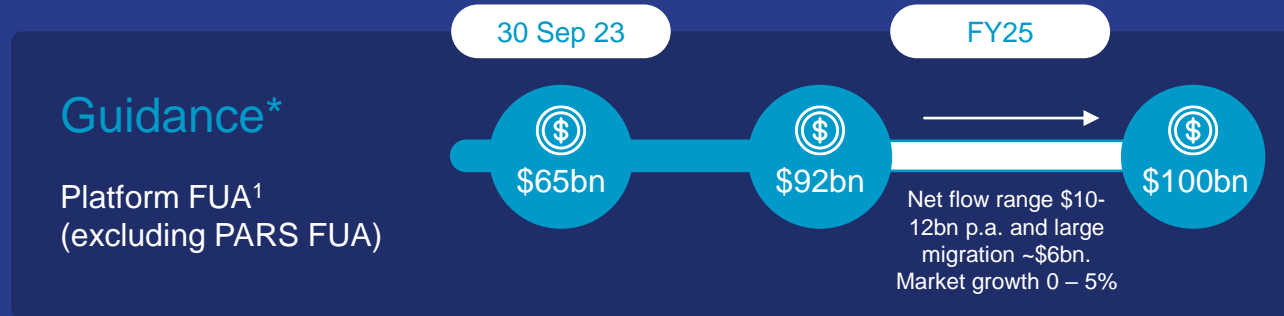 30 Sep 23
FY25
Guidance*
Platform FUA¹
(excluding PARS FUA)
$65bn
$92bn
$100bn
Net flow range $10-
12bn p.a. and large
migration ~$6bn.
Market growth 0 – 5%